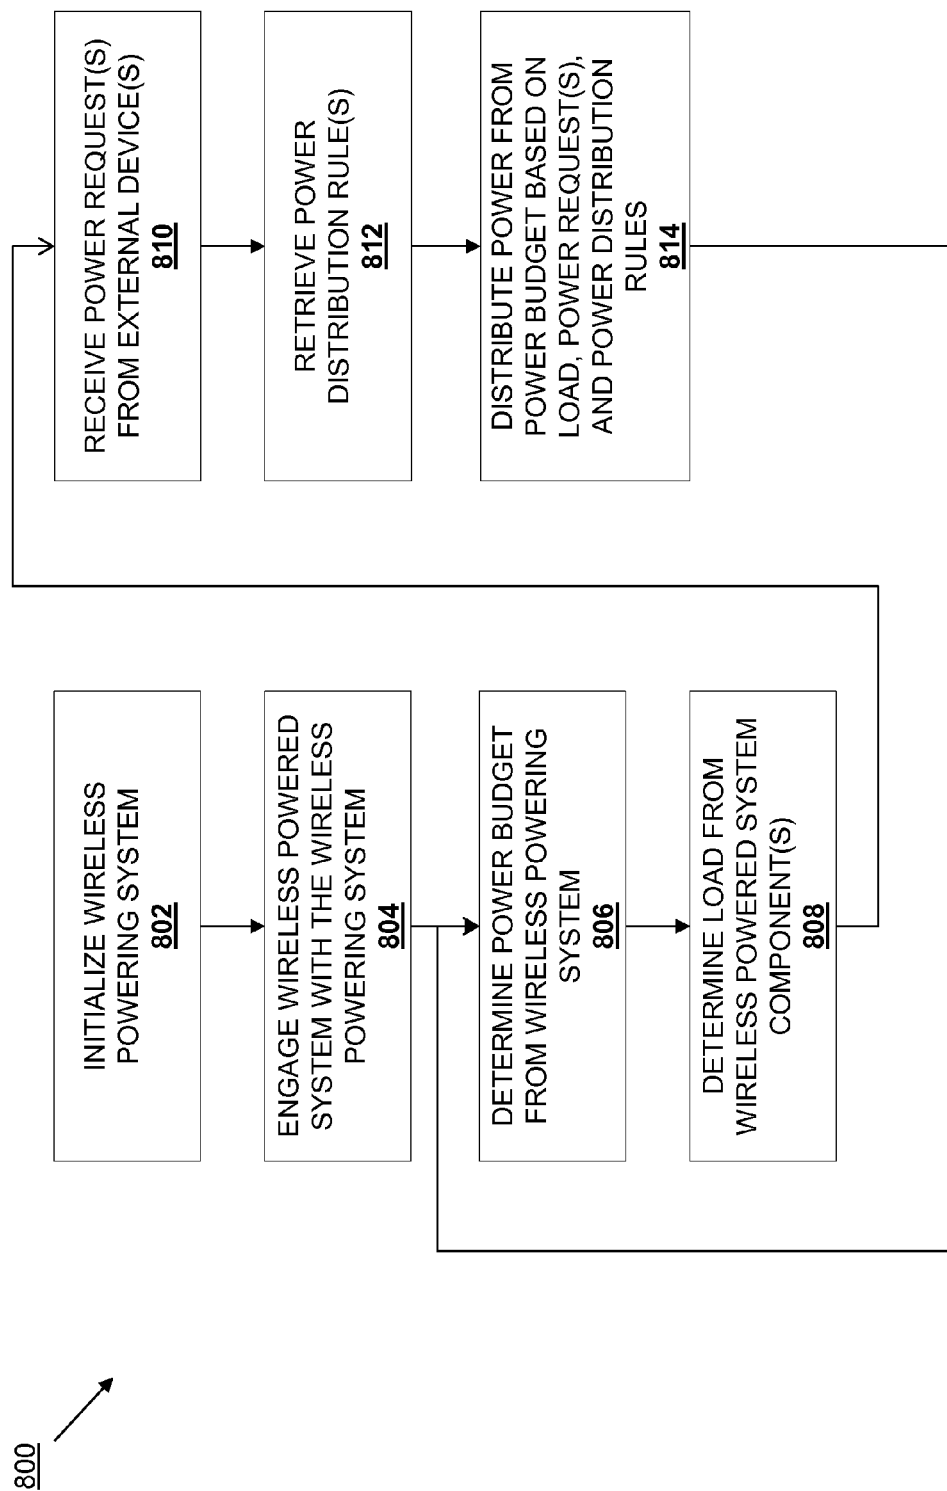 800
INITIALIZE WIRELESS
POWERING SYSTEM
802
ENGAGE WIRELESS POWERED
SYSTEM WITH THE WIRELESS
POWERING SYSTEM
804
DETERMINE POWER BUDGET
FROM WIRELESS POWERING
SYSTEM
806
DETERMINE LOAD FROM
WIRELESS POWERED SYSTEM
COMPONENT(S)
808
RECEIVE POWER REQUEST(S)
FROM EXTERNAL DEVICE(S)
810
RETRIEVE POWER
DISTRIBUTION RULE(S)
812
DISTRIBUTE POWER FROM
POWER BUDGET BASED ON
LOAD, POWER REQUEST(S),
AND POWER DISTRIBUTION
RULES
814